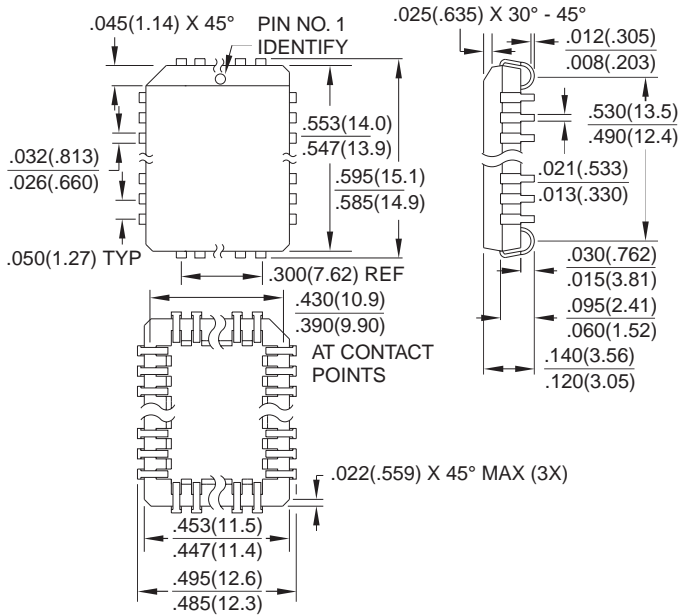 .045(1.14) X 45°
PIN NO. 1
IDENTIFY
.025(.635) X 30° - 45°
.012(.305)
.008(.203)
.553(14.0)
.547(13.9)
.595(15.1)
.585(14.9)
.032(.813)
.026(.660)
.530(13.5)
.490(12.4)
.021(.533)
.013(.330)
.050(1.27) TYP
.300(7.62) REF
.030(.762)
.015(3.81)
.430(10.9)
.390(9.90)
AT CONTACT
POINTS
.095(2.41)
.060(1.52)
.140(3.56)
.120(3.05)
.022(.559) X 45° MAX (3X)
.453(11.5)
.447(11.4)
.495(12.6)
.485(12.3)